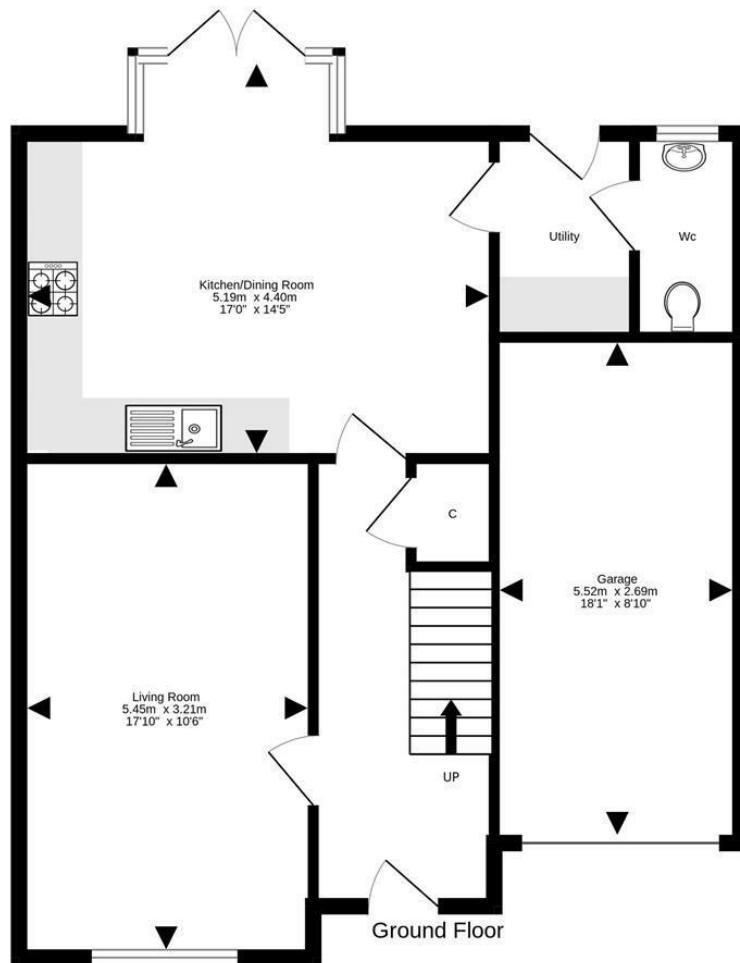 Utility
Wc
Kitchen/Dining Room
5.19m x 4.40m
17'0" x 14'5"
C
Garage
5.52m x 2.69m
18'1" x 8'10"
Living Room
5.45m x 3.21m
17'10" x 10'6"
UP
Ground Floor